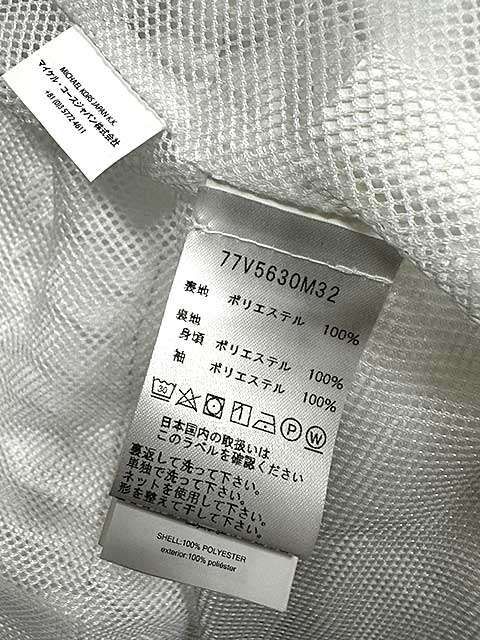 MICHAEL KORS JAPAN K.K.
マイケル・コースジャパン株式会社
+81 (0)3 5772-4611
77V5630M32
表地 ポリエステル 100%
裏地
身頃 ポリエステル 100%
袖 ポリエステル 100%
30
P W
日本国内の取扱いは
このラベルを確認ください
裏返して洗って下さい。
単独で洗って下さい。
ネットを使用して下さい。
形を整えて干して下さい。
SHELL:100% POLYESTER
exterior:100% poliéster